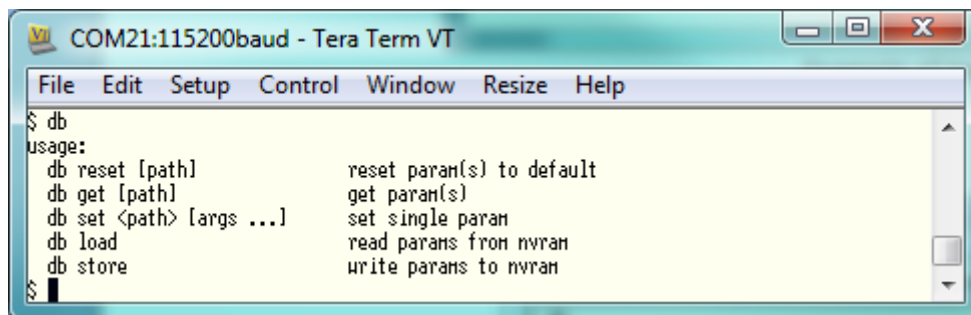 COM21:115200baud - Tera Term VT
File Edit Setup Control Window Resize Help
$ db
usage:
  db reset [path]                reset param(s) to default
  db get [path]                  get param(s)
  db set <path> [args ...]       set single param
  db load                        read params from nvram
  db store                       write params to nvram
$